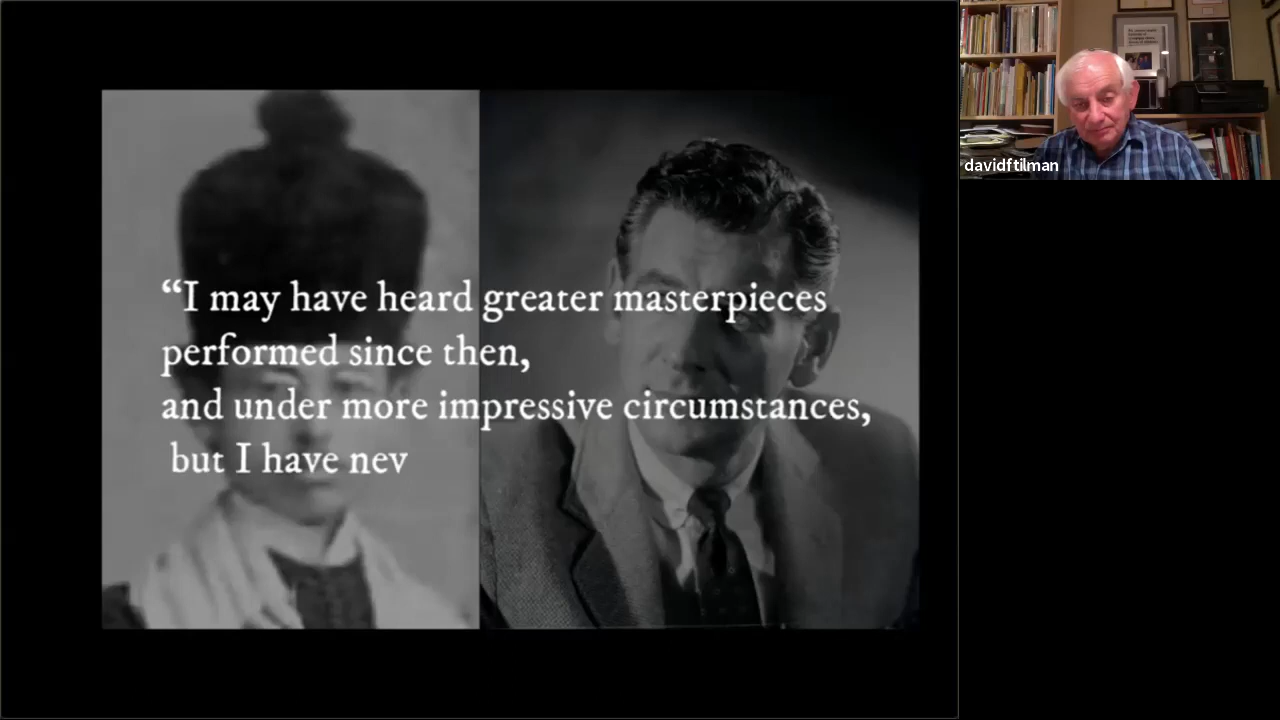 “I may have heard greater masterpieces
performed since then,
and under more impressive circumstances,
but I have nev
davidftilman